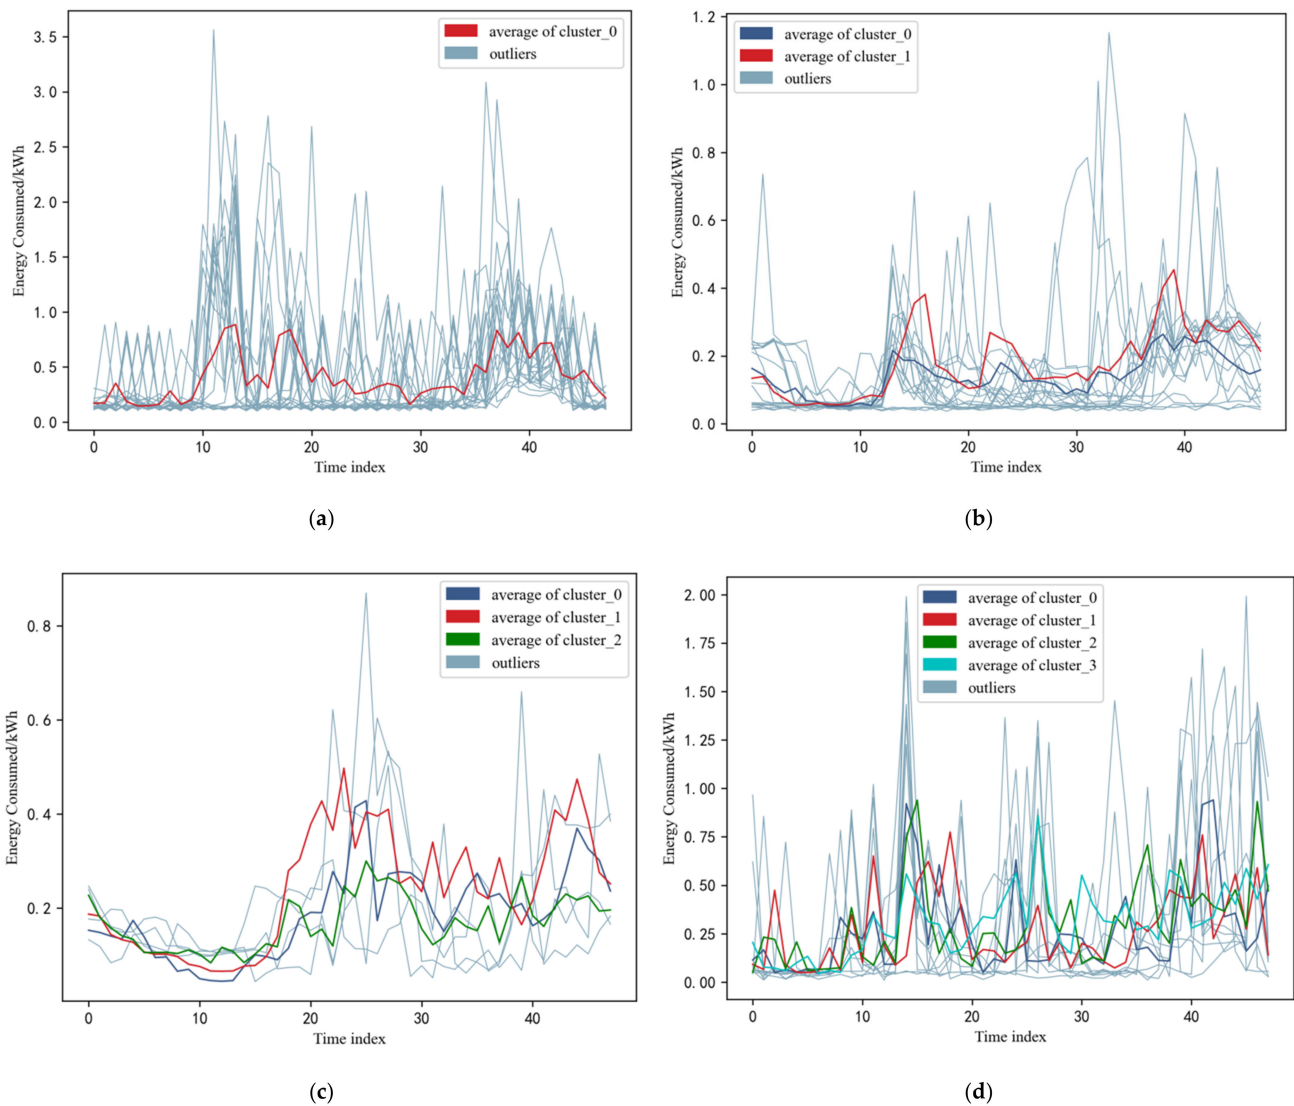 average of cluster_0
outliers
3.5
3.0
2.5
2.0
1.5
1.0
0.5
0.0
Energy Consumed/kWh
0 10 20 30 40
Time index
(a)
average of cluster_0
average of cluster_1
outliers
1.2
1.0
0.8
0.6
0.4
0.2
0.0
Energy Consumed/kWh
0 10 20 30 40
Time index
(b)
average of cluster_0
average of cluster_1
average of cluster_2
outliers
0.8
0.6
0.4
0.2
Energy Consumed/kWh
0 10 20 30 40
Time index
(c)
average of cluster_0
average of cluster_1
average of cluster_2
average of cluster_3
outliers
2.00
1.75
1.50
1.25
1.00
0.75
0.50
0.25
0.00
Energy Consumed/kWh
0 10 20 30 40
Time index
(d)